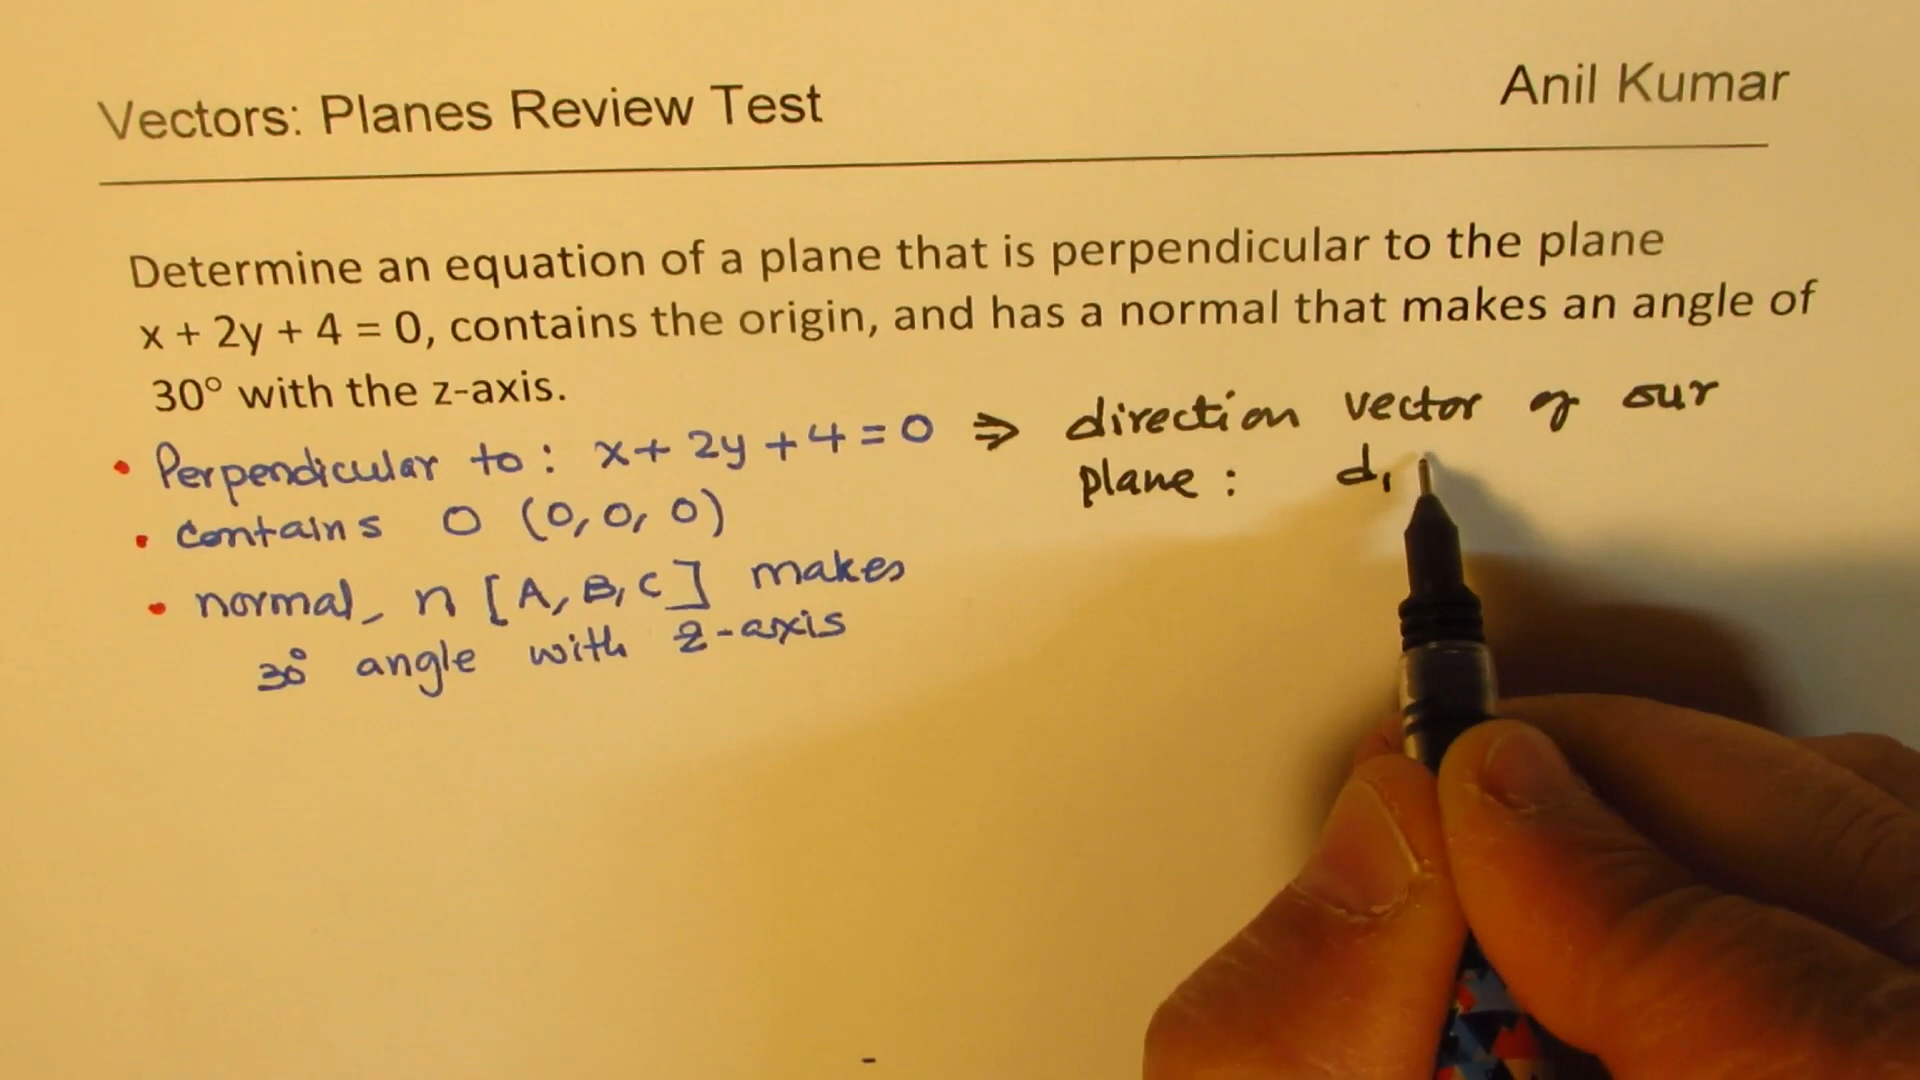 Vectors: Planes Review Test
Anil Kumar
Determine an equation of a plane that is perpendicular to the plane
x + 2y + 4 = 0, contains the origin, and has a normal that makes an angle of
30° with the z-axis.
• Perpendicular to: x + 2y + 4 = 0 ⇒ direction vector of our
plane: d₁
• contains O (0, 0, 0)
• normal, n [A, B, C] makes
30° angle with z-axis